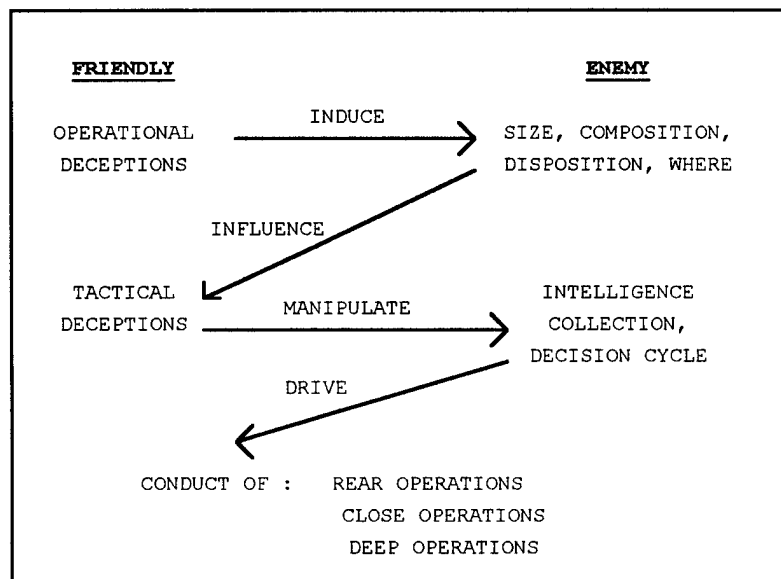 FRIENDLY
ENEMY
OPERATIONAL
DECEPTIONS
INDUCE
SIZE, COMPOSITION,
DISPOSITION, WHERE
INFLUENCE
TACTICAL
DECEPTIONS
MANIPULATE
INTELLIGENCE
COLLECTION,
DECISION CYCLE
DRIVE
CONDUCT OF : REAR OPERATIONS
CLOSE OPERATIONS
DEEP OPERATIONS